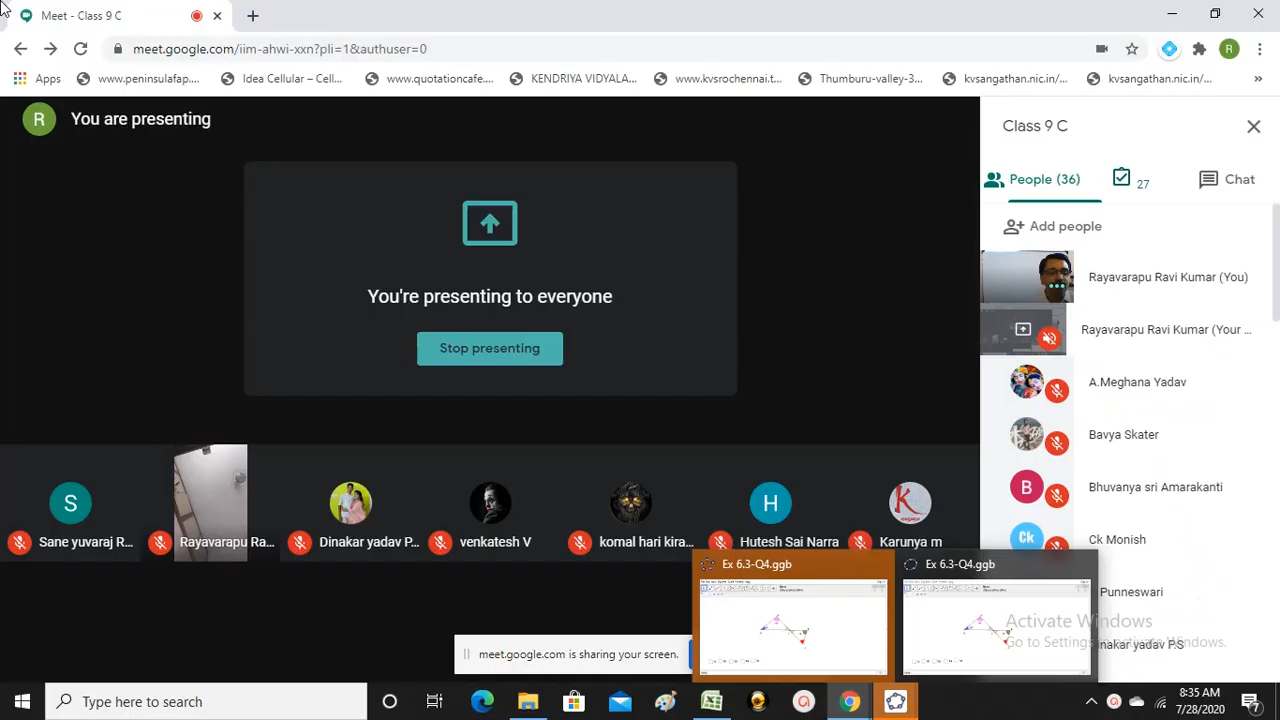 Meet - Class 9 C
meet.google.com/iim-ahwi-xxn?pli=1&authuser=0
R
Apps
www.peninsulafap....
Idea Cellular – Cell...
www.quotationcafe....
KENDRIYA VIDYALA...
www.kvsrochennai.t...
Thumburu-valley-3...
kvsangathan.nic.in/...
kvsangathan.nic.in/...
»
R
You are presenting
You're presenting to everyone
Stop presenting
Class 9 C
People (36)
27
Chat
Add people
Rayavarapu Ravi Kumar (You)
Rayavarapu Ravi Kumar (Your ...
A.Meghana Yadav
Bavya Skater
B
Bhuvanya sri Amarakanti
Ck
Ck Monish
Punneswari
nakar yadav P.S
S
H
K
Sane yuvaraj R...
Rayavarapu Ra...
D!nakar yadav P...
venkatesh V
komal hari kira...
Hutesh Sai Narra
Karunya m
Ex 6.3-Q4.ggb
Ex 6.3-Q4.ggb
Activate Windows
Go to Settings to activate Windows.
meet.google.com is sharing your screen.
Type here to search
8:35 AM
7/28/2020
7